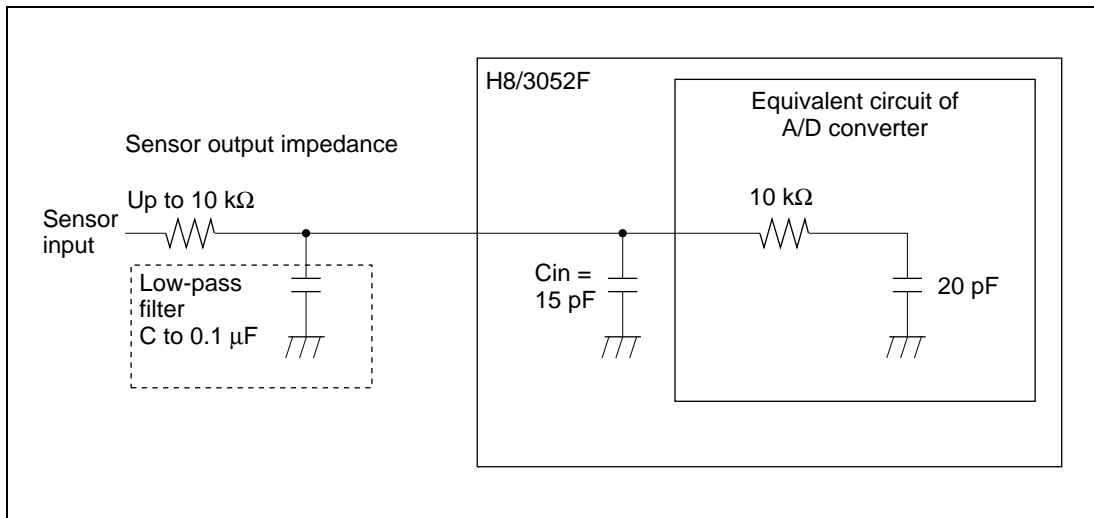 H8/3052F
Equivalent circuit of
A/D converter
Sensor output impedance
Up to 10 kΩ
10 kΩ
Sensor
input
Low-pass
filter
C to 0.1 μF
Cin =
15 pF
20 pF